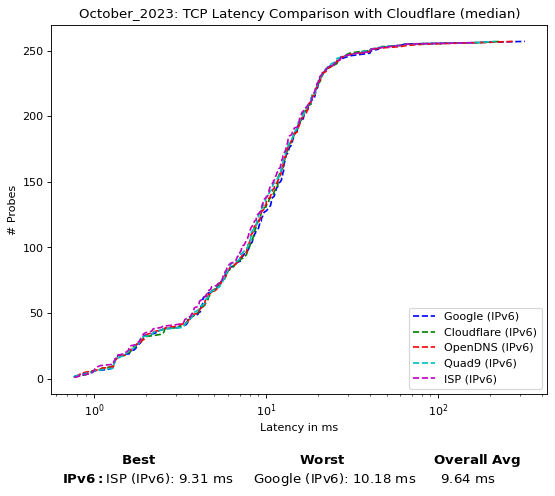 October_2023: TCP Latency Comparison with Cloudflare (median)
250
200
150
100
50
0
# Probes
10⁰
10¹
10²
Latency in ms
Google (IPv6)
Cloudflare (IPv6)
OpenDNS (IPv6)
Quad9 (IPv6)
ISP (IPv6)
Best Worst Overall Avg
IPv6: ISP (IPv6): 9.31 ms Google (IPv6): 10.18 ms 9.64 ms